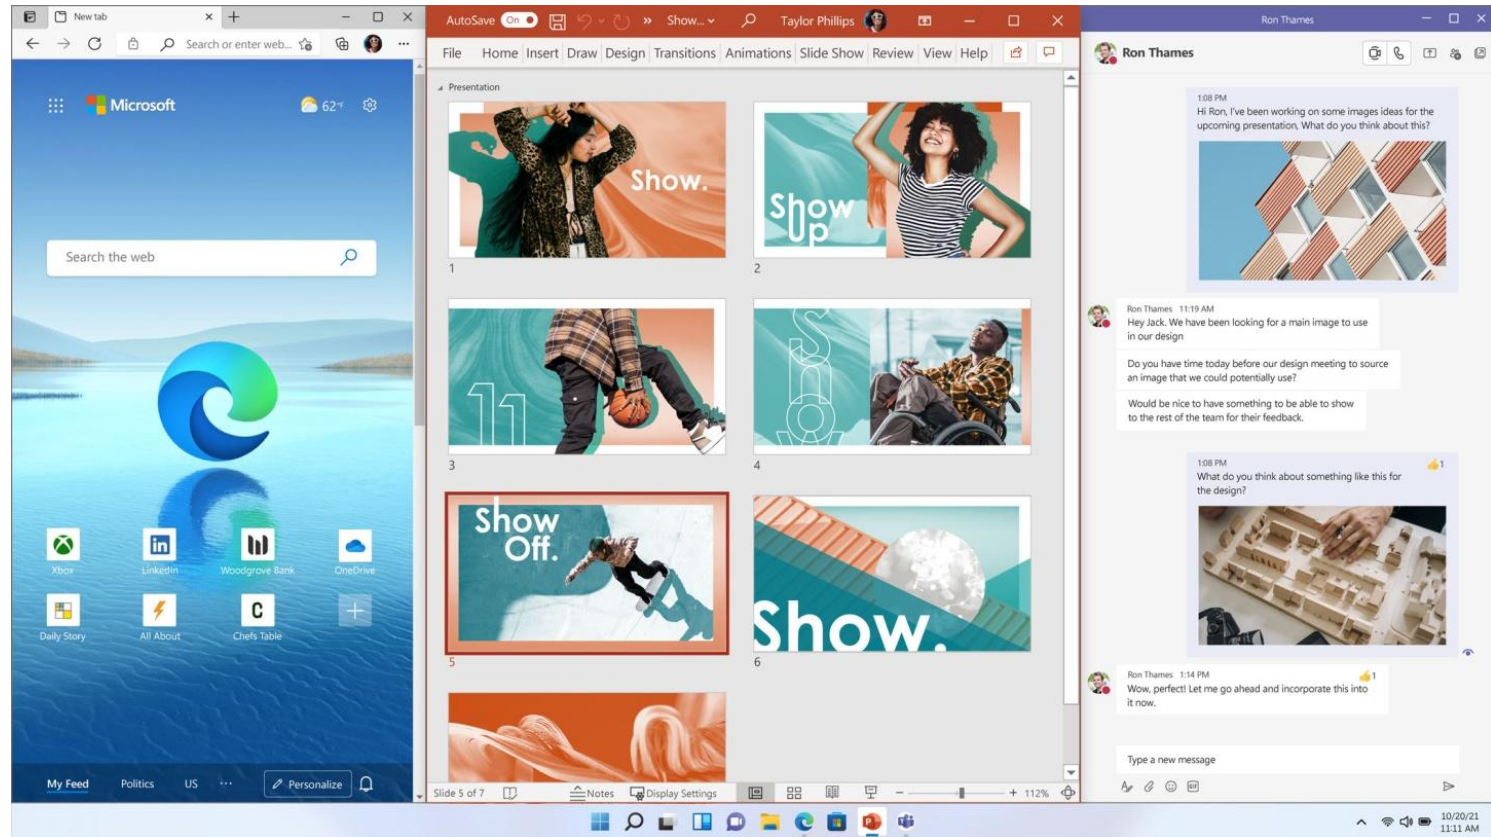 New tab
Search or enter web...
Microsoft
62°F
Search the web
Xbox
LinkedIn
Woodgrove Bank
OneDrive
Daily Story
All About
Chefs Table
My Feed Politics US ... Personalize
AutoSave On Show... Taylor Phillips
File Home Insert Draw Design Transitions Animations Slide Show Review View Help
Presentation
Show.
1
Show
Up
2
11
3
Show
4
Show
Off.
5
Show.
6
Slide 5 of 7 Notes Display Settings 112%
Ron Thames
Ron Thames
1:08 PM
Hi Ron, I've been working on some images ideas for the
upcoming presentation, What do you think about this?
Ron Thames 11:19 AM
Hey Jack. We have been looking for a main image to use
in our design
Do you have time today before our design meeting to source
an image that we could potentially use?
Would be nice to have something to be able to show
to the rest of the team for their feedback.
1:08 PM
1
What do you think about something like this for
the design?
Ron Thames 1:14 PM
1
Wow, perfect! Let me go ahead and incorporate this into
it now.
Type a new message
GIF
10/20/21
11:11 AM